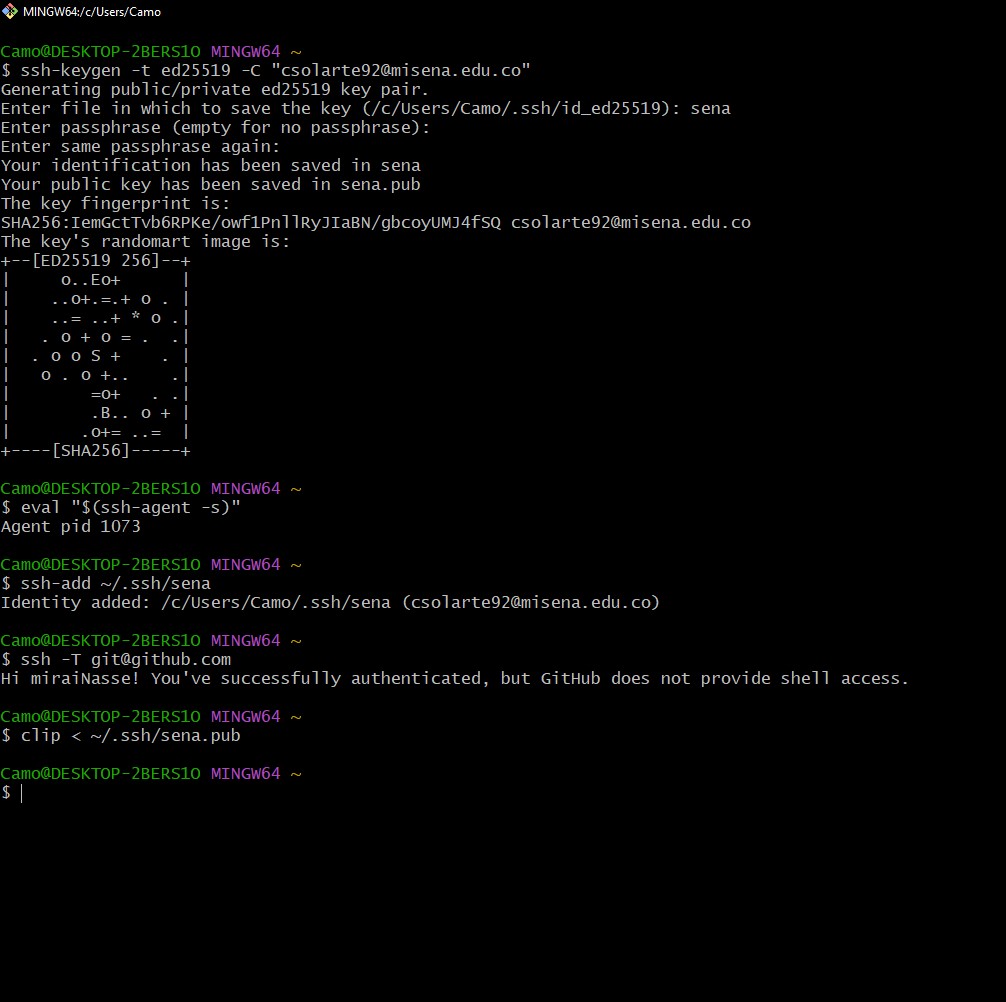 MINGW64:/c/Users/Camo
Camo@DESKTOP-2BERS1O MINGW64 ~
$ ssh-keygen -t ed25519 -C "csolarte92@misena.edu.co"
Generating public/private ed25519 key pair.
Enter file in which to save the key (/c/Users/Camo/.ssh/id_ed25519): sena
Enter passphrase (empty for no passphrase):
Enter same passphrase again:
Your identification has been saved in sena
Your public key has been saved in sena.pub
The key fingerprint is:
SHA256:IemGctTvb6RPKe/owf1PnllRyJIaBN/gbcoyUMJ4fSQ csolarte92@misena.edu.co
The key's randomart image is:
+--[ED25519 256]--+
|     o..Eo+      |
|    ..o+.=.+ o . |
|    ..= ..+ * o .|
|   . o + o = .  .|
|  . o o S +    . |
|   o . o +..    .|
|        =o+   . .|
|        .B.. o + |
|       .o+= ..=  |
+----[SHA256]-----+
Camo@DESKTOP-2BERS1O MINGW64 ~
$ eval "$(ssh-agent -s)"
Agent pid 1073
Camo@DESKTOP-2BERS1O MINGW64 ~
$ ssh-add ~/.ssh/sena
Identity added: /c/Users/Camo/.ssh/sena (csolarte92@misena.edu.co)
Camo@DESKTOP-2BERS1O MINGW64 ~
$ ssh -T git@github.com
Hi miraiNasse! You've successfully authenticated, but GitHub does not provide shell access.
Camo@DESKTOP-2BERS1O MINGW64 ~
$ clip < ~/.ssh/sena.pub
Camo@DESKTOP-2BERS1O MINGW64 ~
$